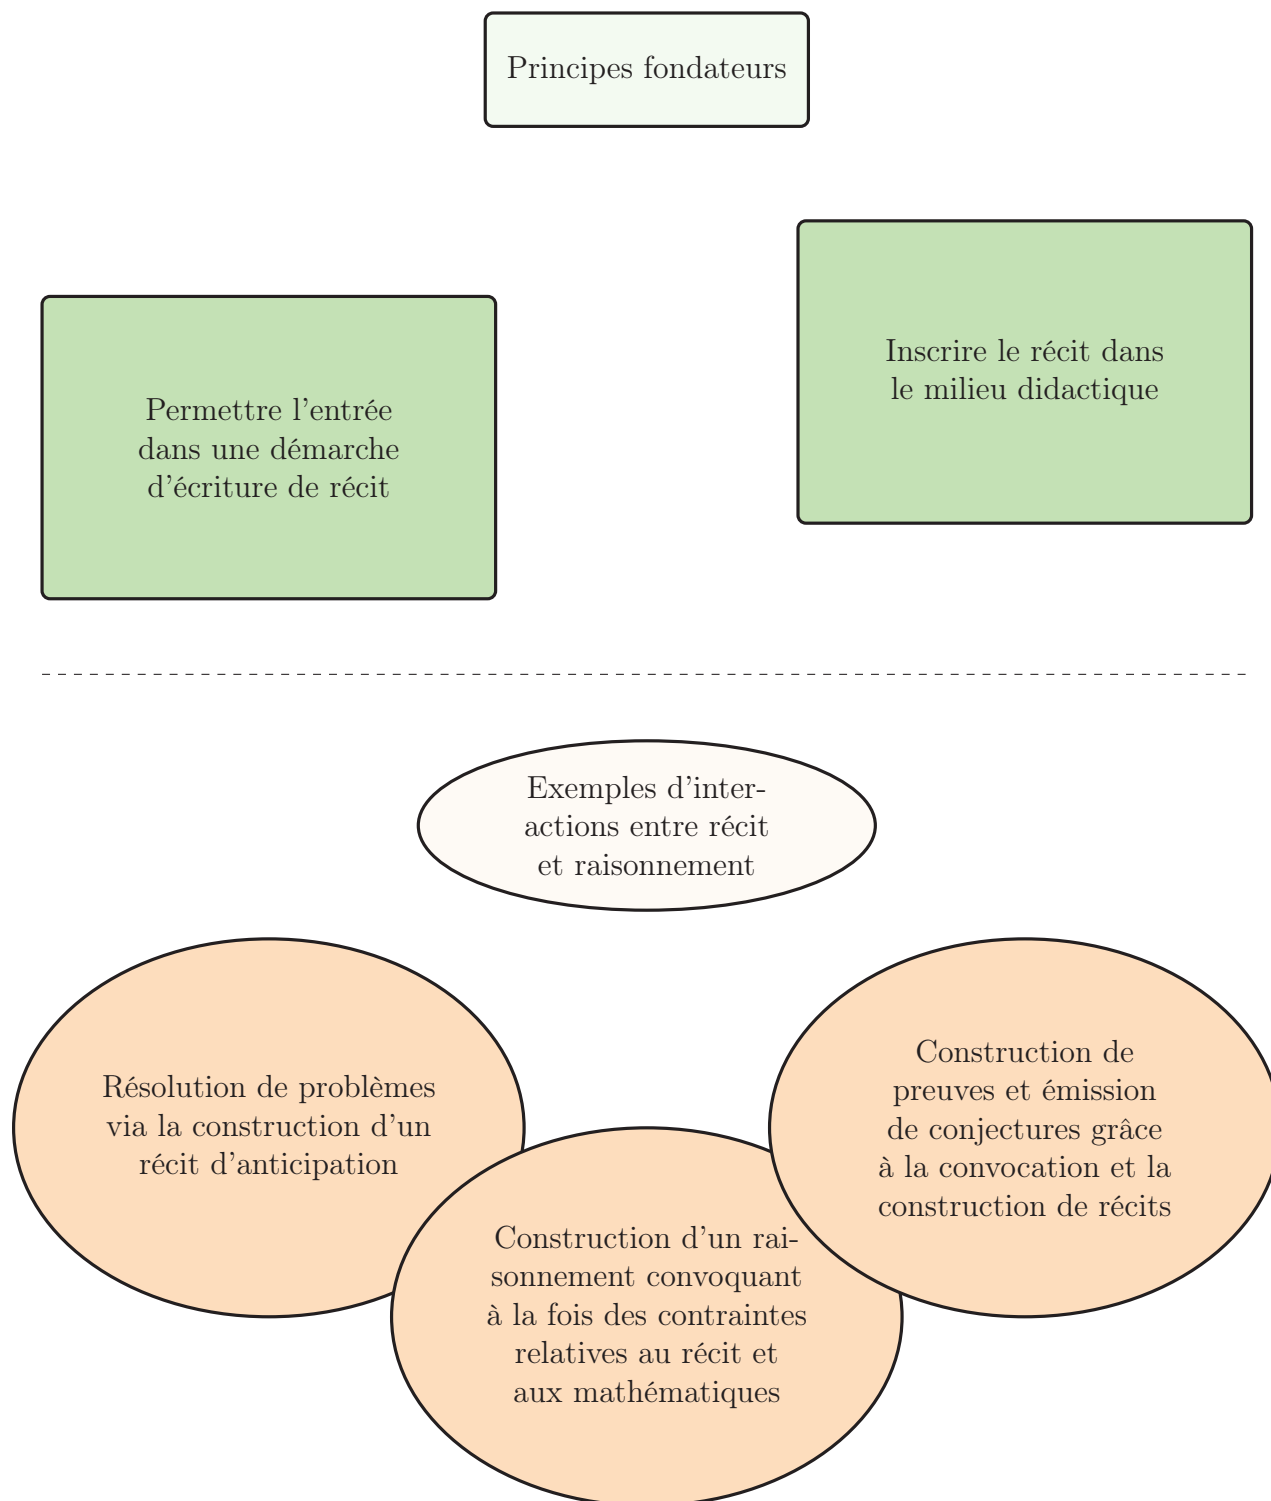 Principes fondateurs
Permettre l'entrée
dans une démarche
d'écriture de récit
Inscrire le récit dans
le milieu didactique
Exemples d'inter-
actions entre récit
et raisonnement
Résolution de problèmes
via la construction d'un
récit d'anticipation
Construction d'un rai-
sonnement convoquant
à la fois des contraintes
relatives au récit et
aux mathématiques
Construction de
preuves et émission
de conjectures grâce
à la convocation et la
construction de récits